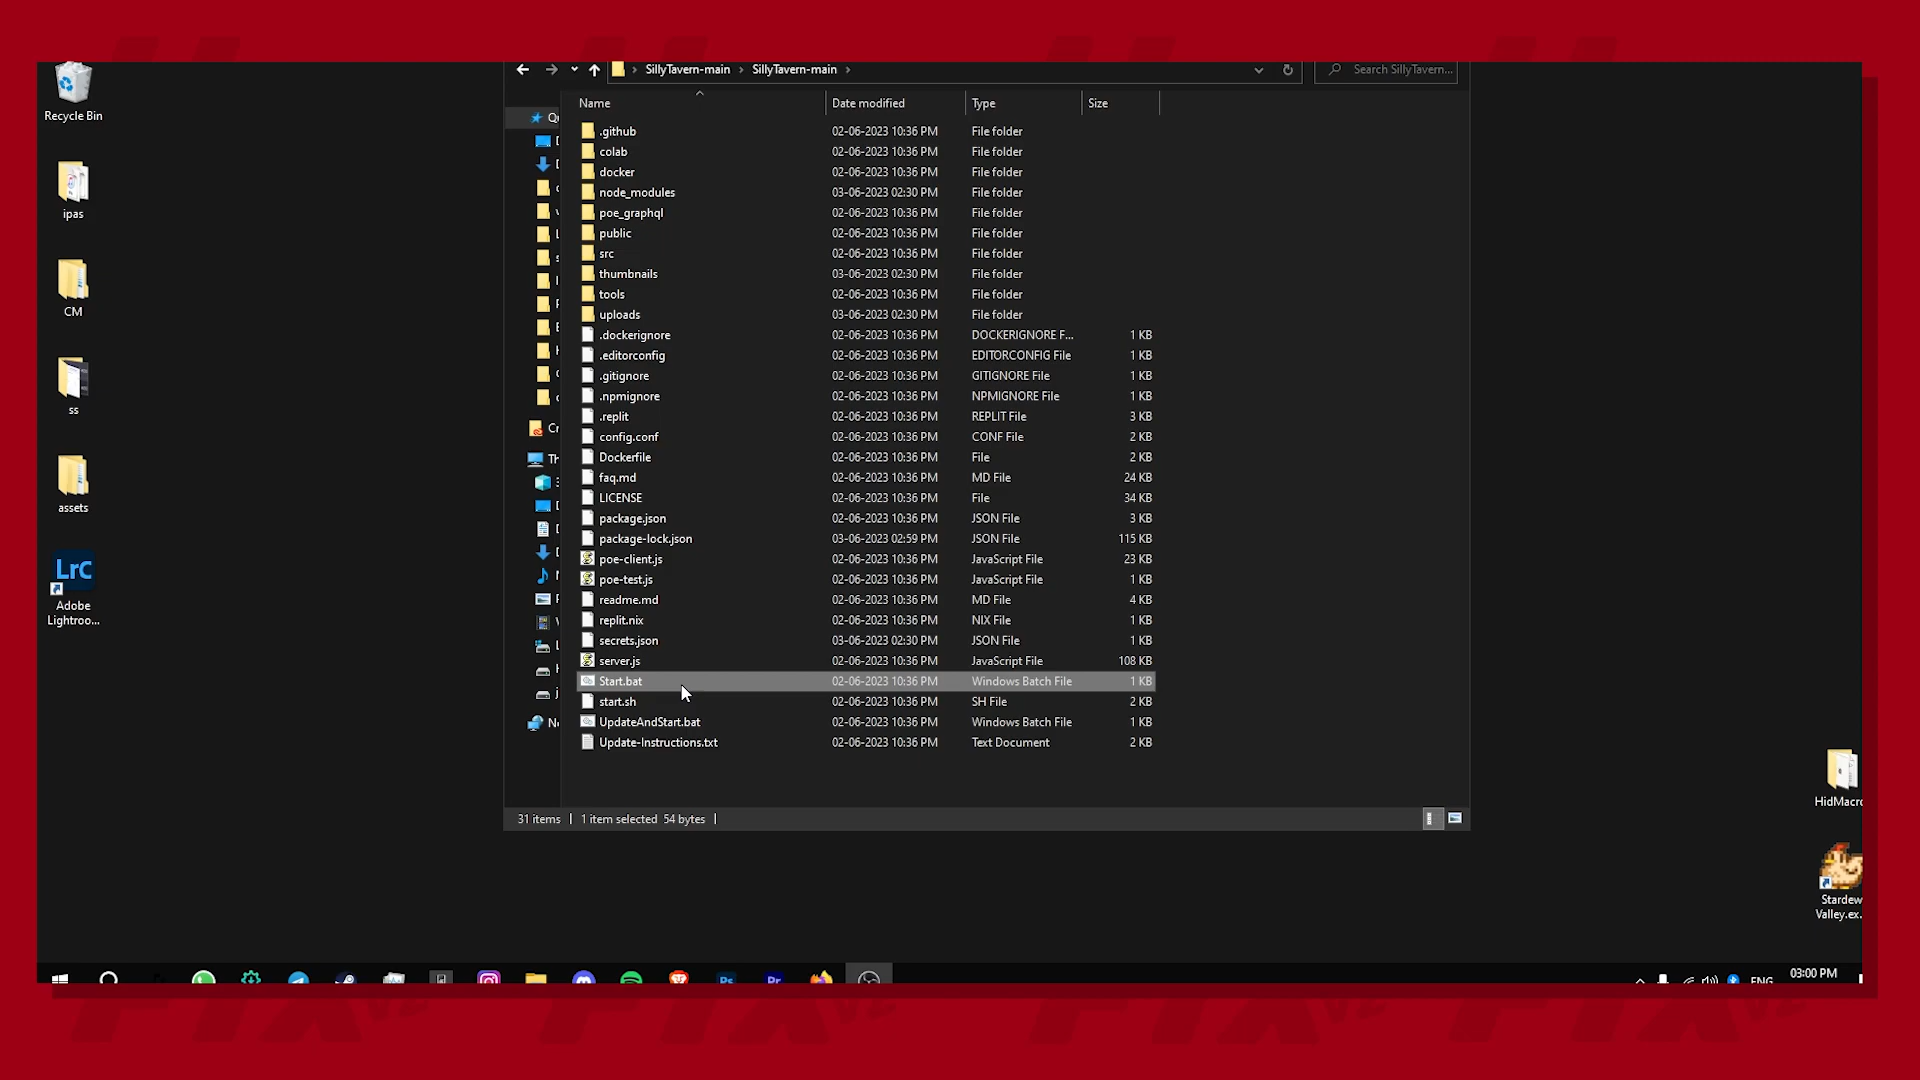 SillyTavern-main > SillyTavern-main >
Search SillyTavern...
Name Date modified Type Size
.github 02-06-2023 10:36 PM File folder
colab 02-06-2023 10:36 PM File folder
docker 02-06-2023 10:36 PM File folder
node_modules 03-06-2023 02:30 PM File folder
poe_graphql 02-06-2023 10:36 PM File folder
public 02-06-2023 10:36 PM File folder
src 02-06-2023 10:36 PM File folder
thumbnails 03-06-2023 02:30 PM File folder
tools 02-06-2023 10:36 PM File folder
uploads 03-06-2023 02:30 PM File folder
.dockerignore 02-06-2023 10:36 PM DOCKERIGNORE F... 1 KB
.editorconfig 02-06-2023 10:36 PM EDITORCONFIG File 1 KB
.gitignore 02-06-2023 10:36 PM GITIGNORE File 1 KB
.npmignore 02-06-2023 10:36 PM NPMIGNORE File 1 KB
.replit 02-06-2023 10:36 PM REPLIT File 3 KB
config.conf 02-06-2023 10:36 PM CONF File 2 KB
Dockerfile 02-06-2023 10:36 PM File 2 KB
faq.md 02-06-2023 10:36 PM MD File 24 KB
LICENSE 02-06-2023 10:36 PM File 34 KB
package.json 02-06-2023 10:36 PM JSON File 3 KB
package-lock.json 03-06-2023 02:59 PM JSON File 115 KB
poe-client.js 02-06-2023 10:36 PM JavaScript File 23 KB
poe-test.js 02-06-2023 10:36 PM JavaScript File 1 KB
readme.md 02-06-2023 10:36 PM MD File 4 KB
replit.nix 02-06-2023 10:36 PM NIX File 1 KB
secrets.json 03-06-2023 02:30 PM JSON File 1 KB
server.js 02-06-2023 10:36 PM JavaScript File 108 KB
Start.bat 02-06-2023 10:36 PM Windows Batch File 1 KB
start.sh 02-06-2023 10:36 PM SH File 2 KB
UpdateAndStart.bat 02-06-2023 10:36 PM Windows Batch File 1 KB
Update-Instructions.txt 02-06-2023 10:36 PM Text Document 2 KB
31 items 1 item selected 54 bytes
Recycle Bin
ipas
CM
ss
assets
LrC
Adobe
Lightroo...
HidMacro
Stardew
Valley.ex...
Ps
Pr
ENG
03:00 PM